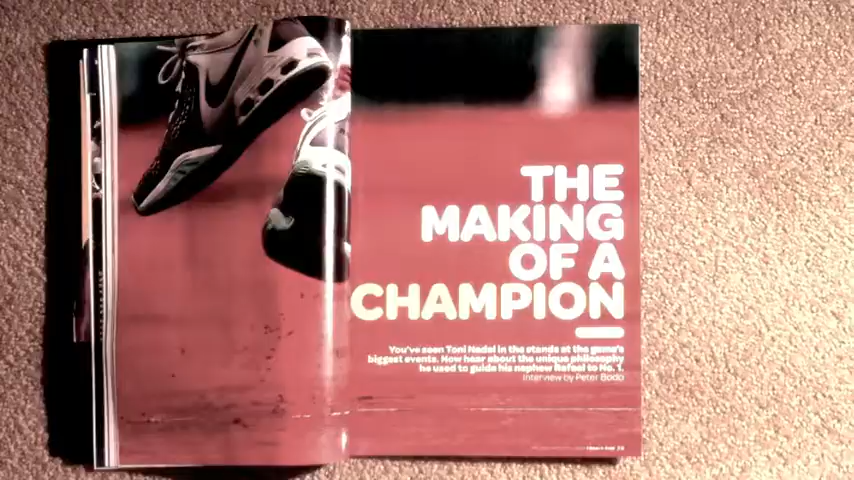 THE
MAKING
OF A
CHAMPION
You've seen Toni Nadal in the stands at the game's
biggest events. Now hear about the unique philosophy
he used to guide his nephew Rafael to No. 1.
Interview by Peter Bodo